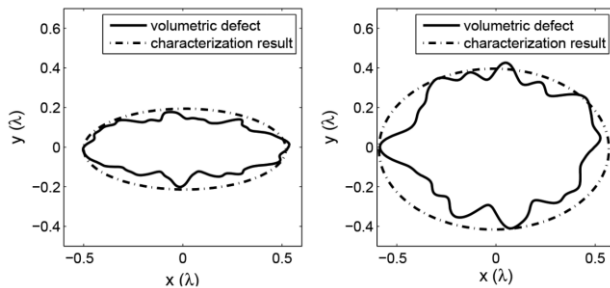 volumetric defect
characterization result
y (λ)
0.6
0.4
0.2
0
−0.2
−0.4
−0.5
0
0.5
x (λ)
volumetric defect
characterization result
y (λ)
0.6
0.4
0.2
0
−0.2
−0.4
−0.5
0
0.5
x (λ)